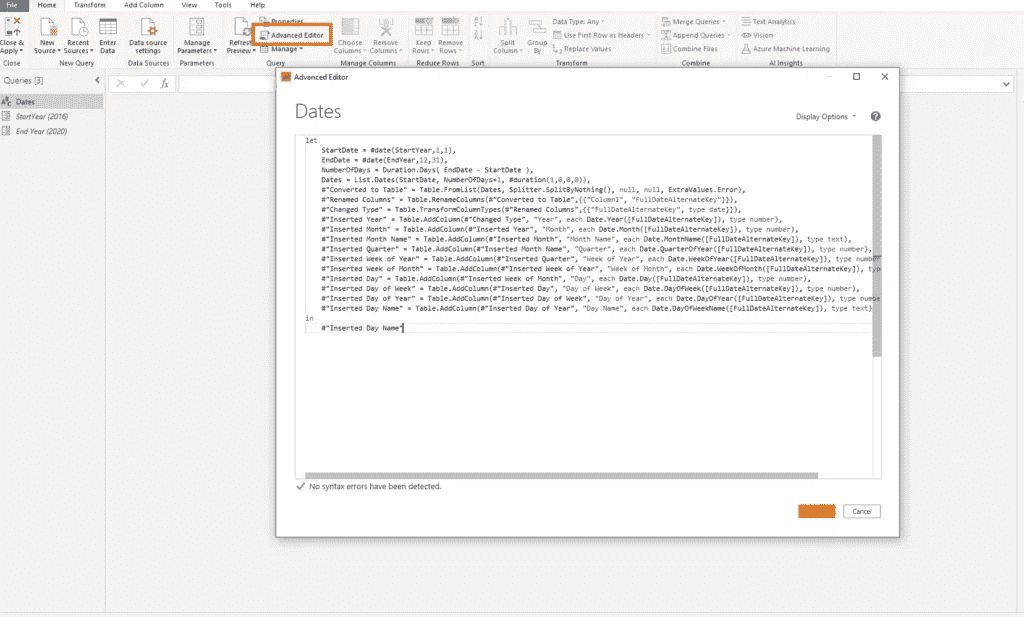 File Home Transform Add Column View Tools Help
Close & Apply
New Source
Recent Sources
Enter Data
Data source settings
Manage Parameters
Refresh Preview
Properties
Advanced Editor
Manage
Choose Columns
Remove Columns
Keep Rows
Remove Rows
Split Column
Group By
Data Type: Any
Use First Row as Headers
Replace Values
Merge Queries
Append Queries
Combine Files
Text Analytics
Vision
Azure Machine Learning
Close New Query Data Sources Parameters Query Manage Columns Reduce Rows Sort Transform Combine AI Insights
Queries [3]
fx
Dates
StartYear (2016)
End Year (2020)
Advanced Editor
Dates
Display Options
let
StartDate = #date(StartYear,1,1),
EndDate = #date(EndYear,12,31),
NumberOfDays = Duration.Days( EndDate - StartDate ),
Dates = List.Dates(StartDate, NumberOfDays+1, #duration(1,0,0,0)),
#"Converted to Table" = Table.FromList(Dates, Splitter.SplitByNothing(), null, null, ExtraValues.Error),
#"Renamed Columns" = Table.RenameColumns(#"Converted to Table",{{"Column1", "FullDateAlternateKey"}}),
#"Changed Type" = Table.TransformColumnTypes(#"Renamed Columns",{{"FullDateAlternateKey", type date}}),
#"Inserted Year" = Table.AddColumn(#"Changed Type", "Year", each Date.Year([FullDateAlternateKey]), type number),
#"Inserted Month" = Table.AddColumn(#"Inserted Year", "Month", each Date.Month([FullDateAlternateKey]), type number),
#"Inserted Month Name" = Table.AddColumn(#"Inserted Month", "Month Name", each Date.MonthName([FullDateAlternateKey]), type text),
#"Inserted Quarter" = Table.AddColumn(#"Inserted Month Name", "Quarter", each Date.QuarterOfYear([FullDateAlternateKey]), type number),
#"Inserted Week of Year" = Table.AddColumn(#"Inserted Quarter", "Week of Year", each Date.WeekOfYear([FullDateAlternateKey]), type numbe
#"Inserted Week of Month" = Table.AddColumn(#"Inserted Week of Year", "Week of Month", each Date.WeekOfMonth([FullDateAlternateKey]), typ
#"Inserted Day" = Table.AddColumn(#"Inserted Week of Month", "Day", each Date.Day([FullDateAlternateKey]), type number),
#"Inserted Day of Week" = Table.AddColumn(#"Inserted Day", "Day of Week", each Date.DayOfWeek([FullDateAlternateKey]), type number),
#"Inserted Day of Year" = Table.AddColumn(#"Inserted Day of Week", "Day of Year", each Date.DayOfYear([FullDateAlternateKey]), type numbe
#"Inserted Day Name" = Table.AddColumn(#"Inserted Day of Year", "Day Name", each Date.DayOfWeekName([FullDateAlternateKey]), type text)
in
#"Inserted Day Name"
No syntax errors have been detected.
Cancel